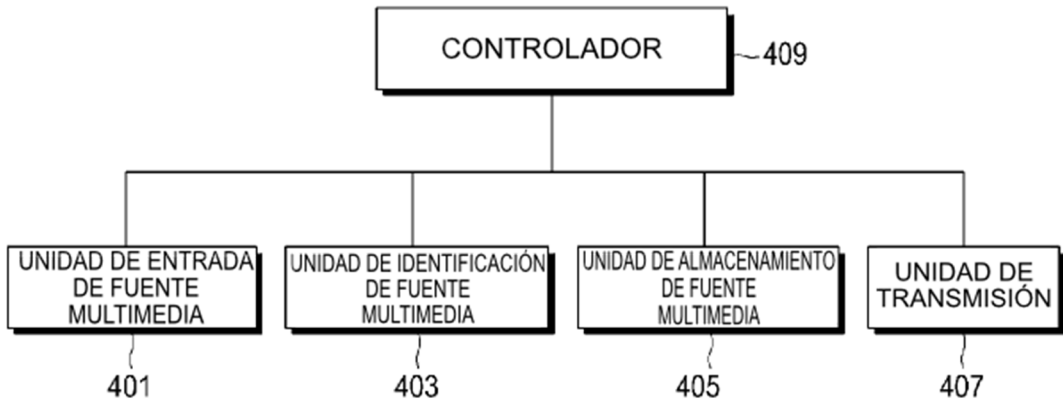 CONTROLADOR
409
UNIDAD DE ENTRADA
DE FUENTE
MULTIMEDIA
UNIDAD DE IDENTIFICACIÓN
DE FUENTE
MULTIMEDIA
UNIDAD DE ALMACENAMIENTO
DE FUENTE
MULTIMEDIA
UNIDAD DE
TRANSMISIÓN
401
403
405
407